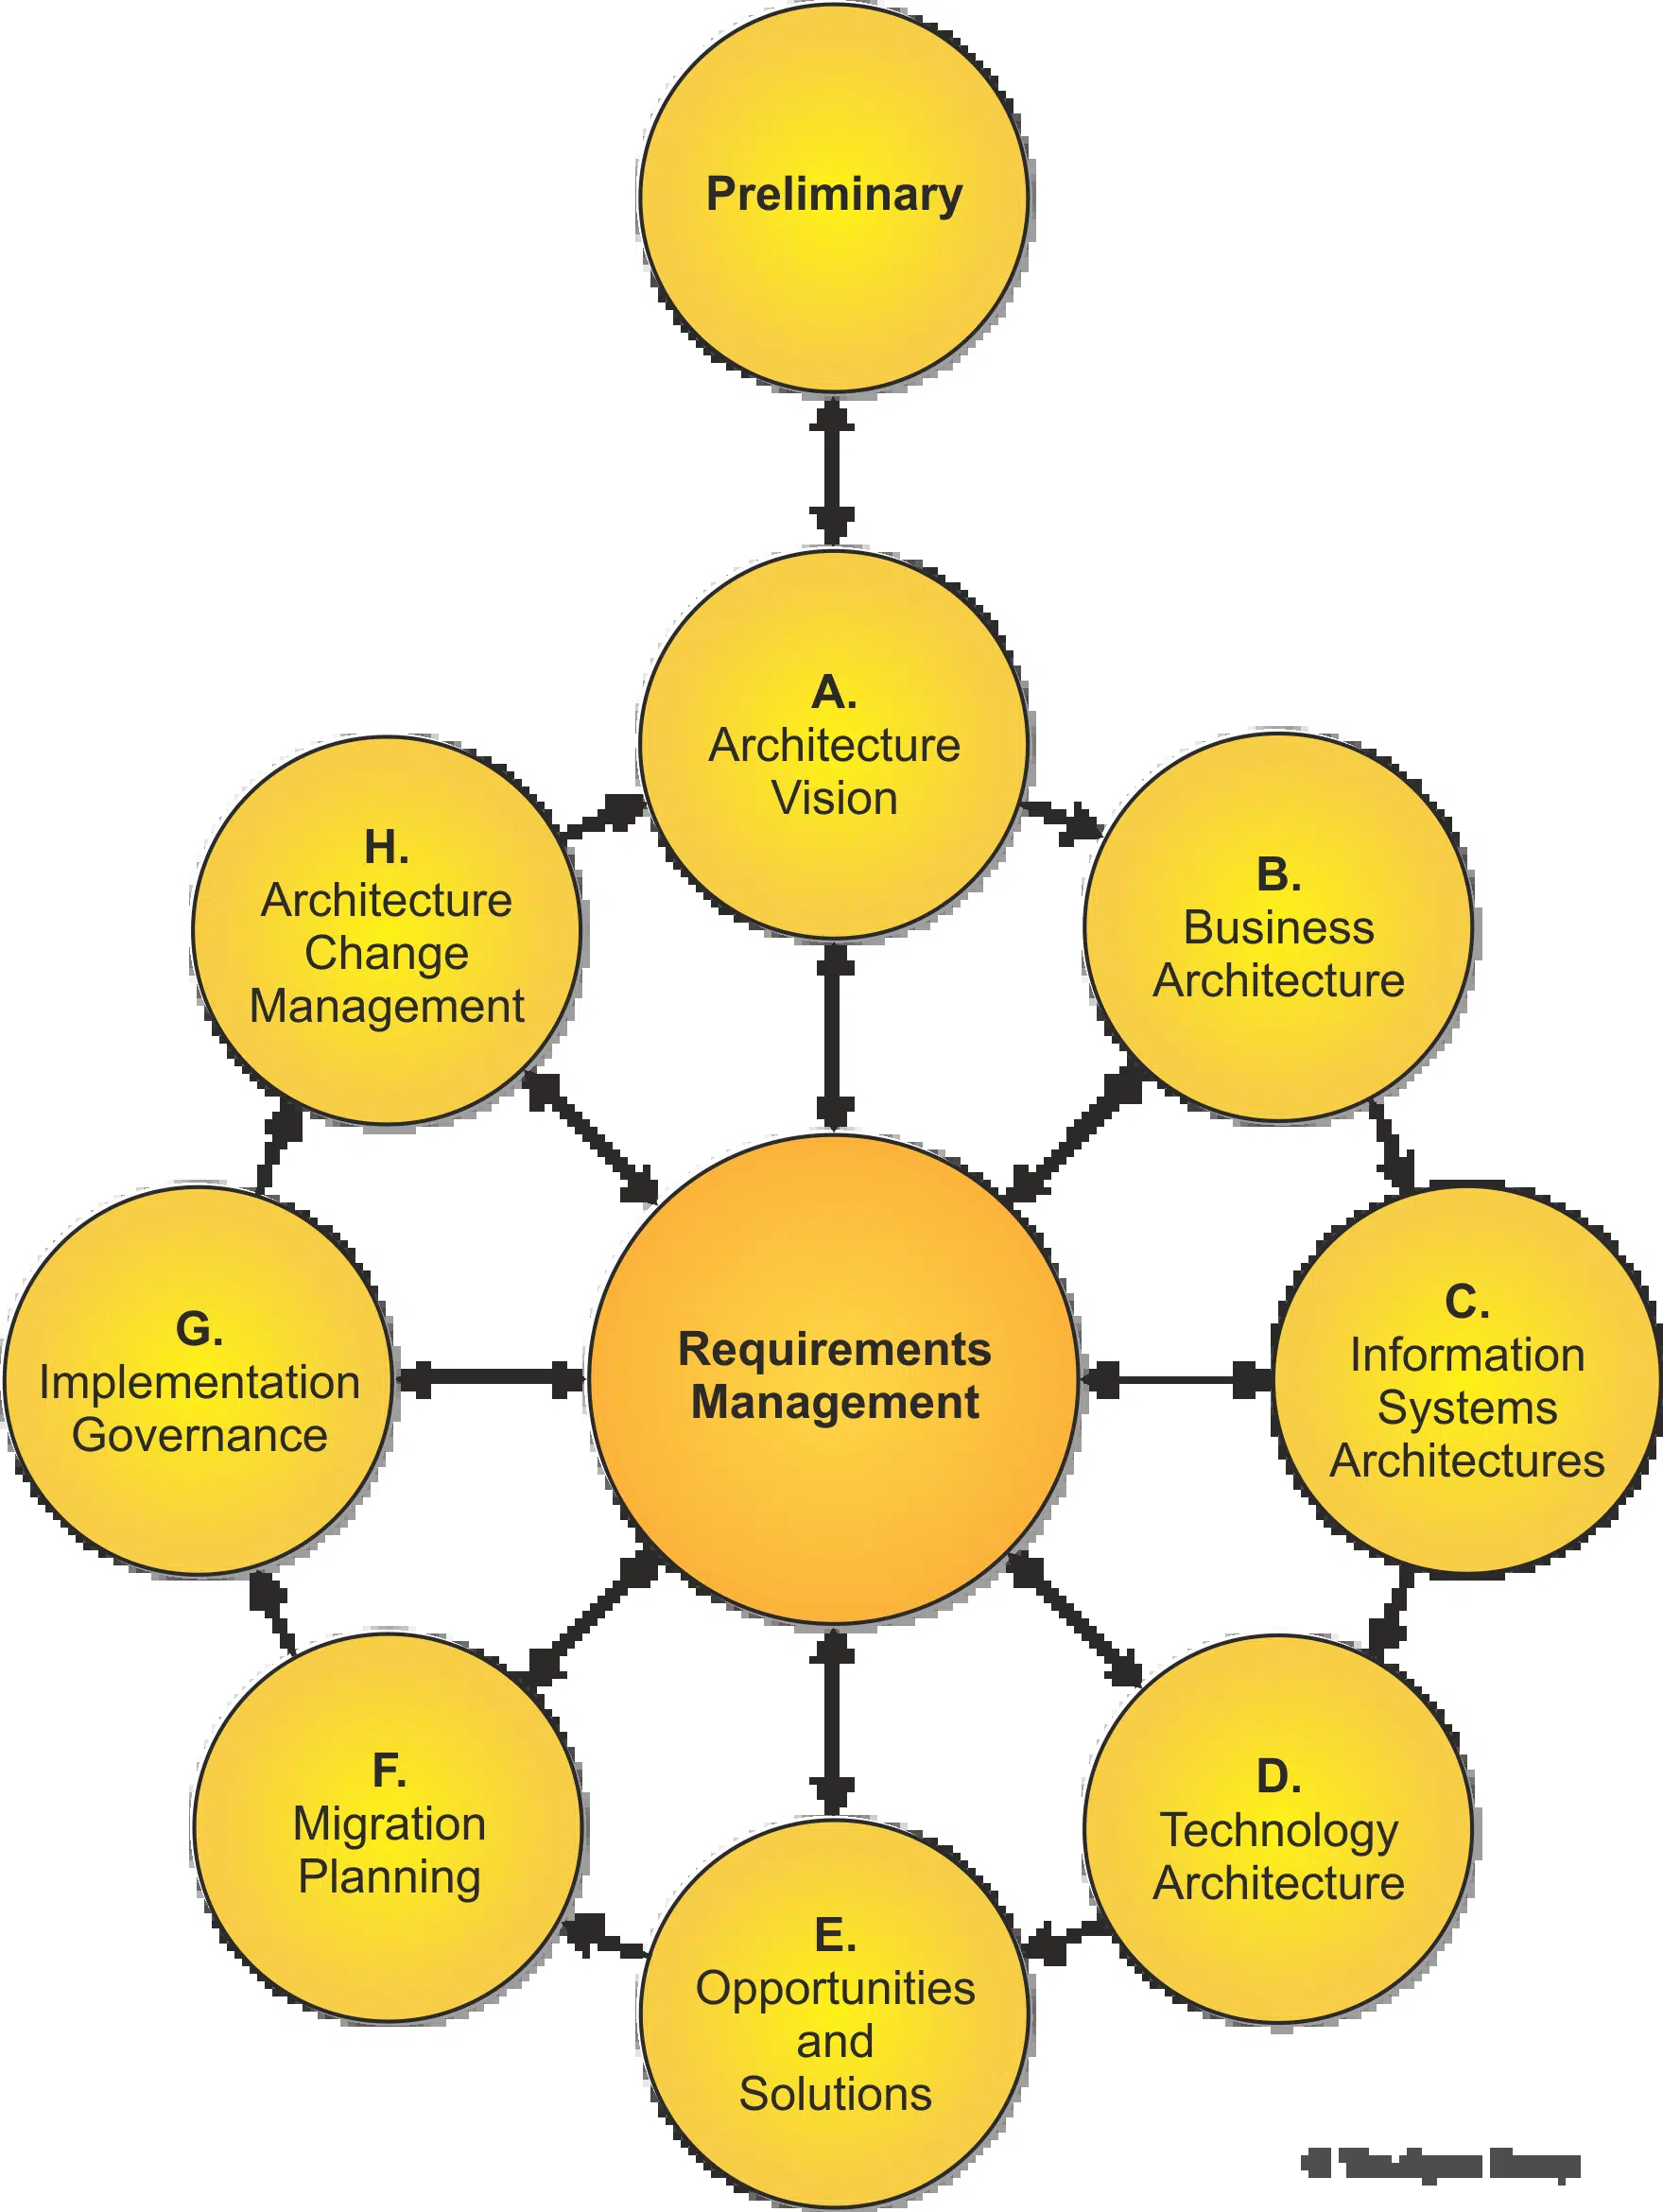 Preliminary
A.
Architecture
Vision
H.
Architecture
Change
Management
B.
Business
Architecture
G.
Implementation
Governance
Requirements
Management
C.
Information
Systems
Architectures
F.
Migration
Planning
D.
Technology
Architecture
E.
Opportunities
and
Solutions